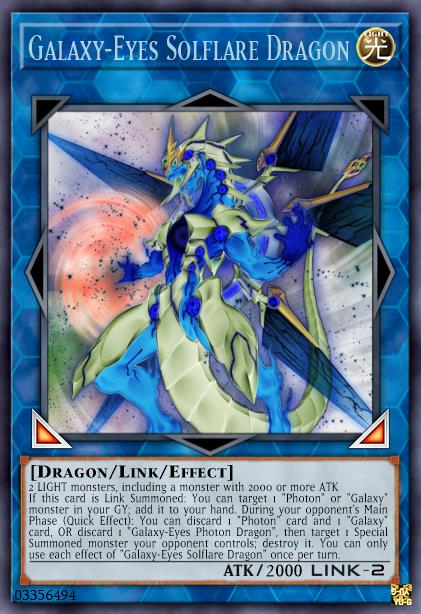 GALAXY-EYES SOLFLARE DRAGON
LIGHT
光
[DRAGON/LINK/EFFECT]
2 LIGHT monsters, including a monster with 2000 or more ATK
If this card is Link Summoned: You can target 1 "Photon" or "Galaxy"
monster in your GY; add it to your hand. During your opponent's Main
Phase (Quick Effect): You can discard 1 "Photon" card and 1 "Galaxy"
card, OR discard 1 "Galaxy-Eyes Photon Dragon", then target 1 Special
Summoned monster your opponent controls; destroy it. You can only
use each effect of "Galaxy-Eyes Solflare Dragon" once per turn.
ATK/2000 LINK-2
03356494